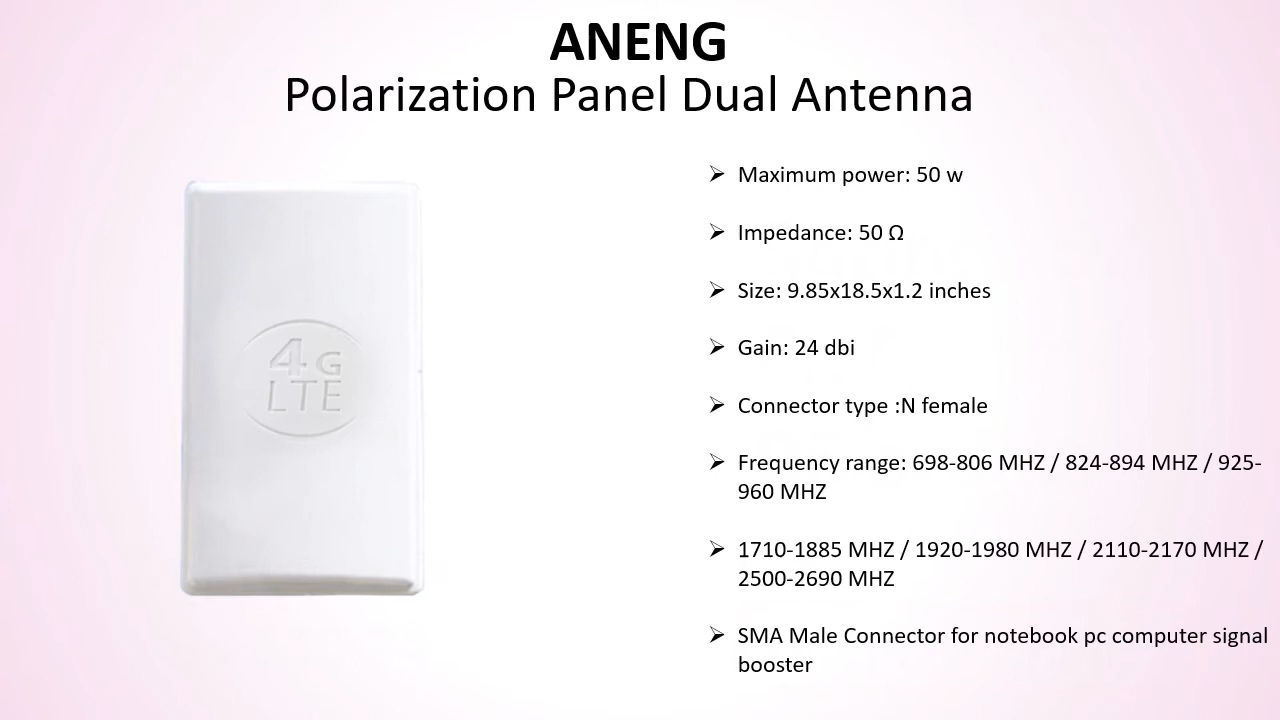 ANENG
Polarization Panel Dual Antenna
4G
LTE
➢ Maximum power: 50 w
➢ Impedance: 50 Ω
➢ Size: 9.85x18.5x1.2 inches
➢ Gain: 24 dbi
➢ Connector type :N female
➢ Frequency range: 698-806 MHZ / 824-894 MHZ / 925-
960 MHZ
➢ 1710-1885 MHZ / 1920-1980 MHZ / 2110-2170 MHZ /
2500-2690 MHZ
➢ SMA Male Connector for notebook pc computer signal
booster